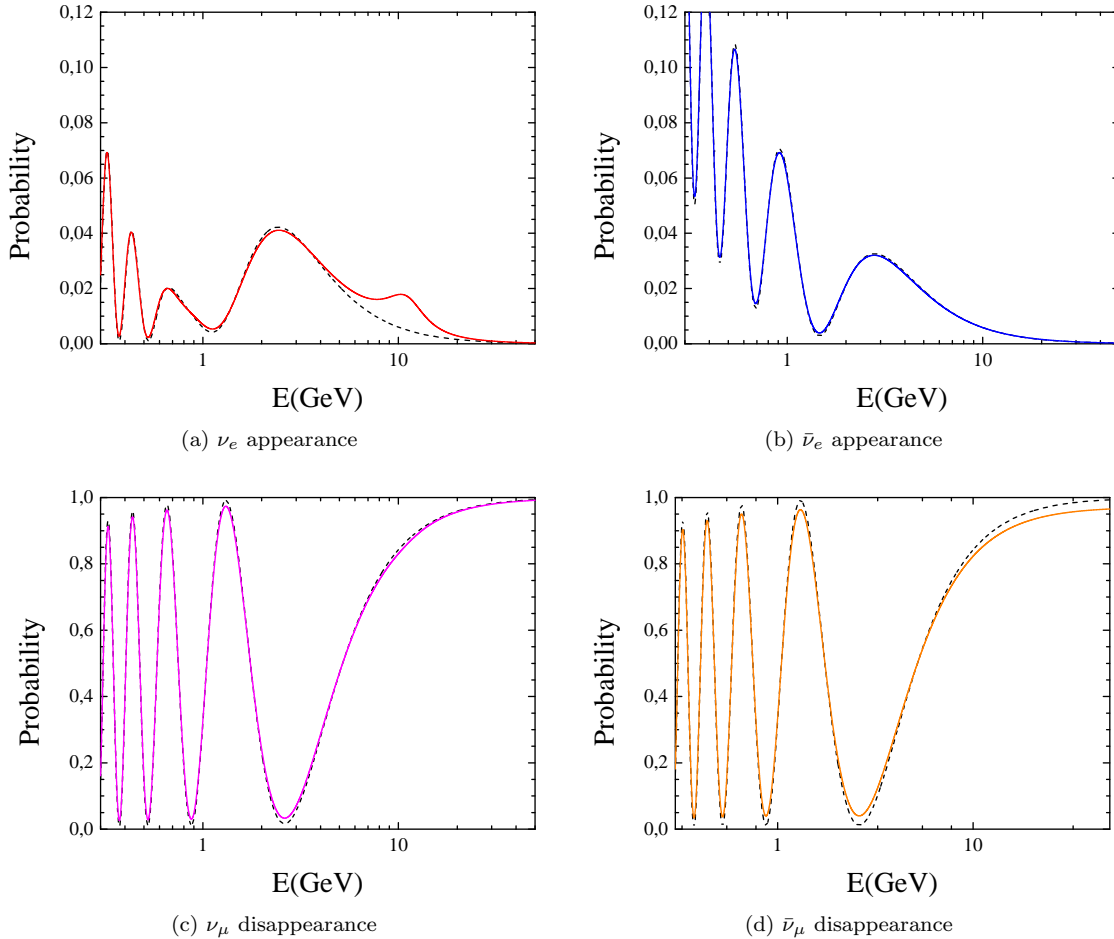 0,12
0,10
0,08
0,06
0,04
0,02
0,00
Probability
1
10
E(GeV)
(a) νe appearance
0,12
0,10
0,08
0,06
0,04
0,02
0,00
Probability
1
10
E(GeV)
(b) ν̄e appearance
1,0
0,8
0,6
0,4
0,2
0,0
Probability
1
10
E(GeV)
(c) νμ disappearance
1,0
0,8
0,6
0,4
0,2
0,0
Probability
1
10
E(GeV)
(d) ν̄μ disappearance